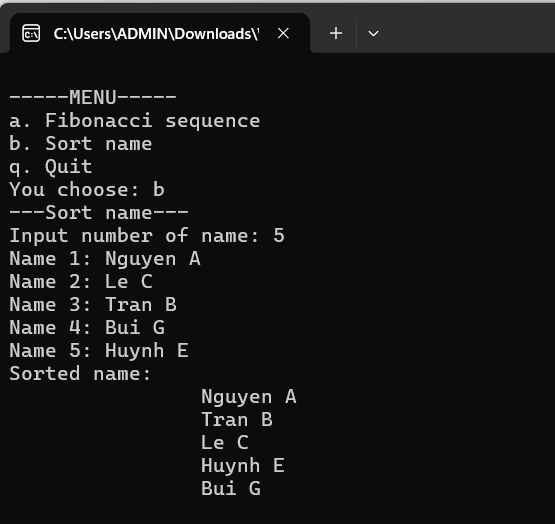 C:\Users\ADMIN\Downloads\
-----MENU-----
a. Fibonacci sequence
b. Sort name
q. Quit
You choose: b
---Sort name---
Input number of name: 5
Name 1: Nguyen A
Name 2: Le C
Name 3: Tran B
Name 4: Bui G
Name 5: Huynh E
Sorted name:
Nguyen A
Tran B
Le C
Huynh E
Bui G